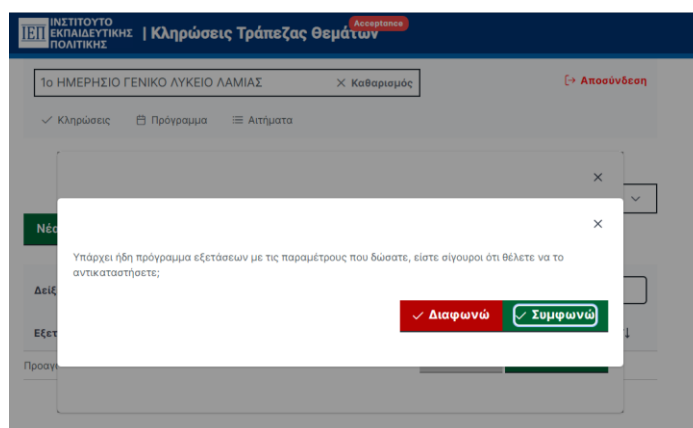 ΙΕΠ
ΙΝΣΤΙΤΟΥΤΟ
ΕΚΠΑΙΔΕΥΤΙΚΗΣ
ΠΟΛΙΤΙΚΗΣ
| Κληρώσεις Τράπεζας Θεμάτων
Acceptance
1ο ΗΜΕΡΗΣΙΟ ΓΕΝΙΚΟ ΛΥΚΕΙΟ ΛΑΜΙΑΣ × Καθαρισμός
Αποσύνδεση
Κληρώσεις Πρόγραμμα Αιτήματα
Υπάρχει ήδη πρόγραμμα εξετάσεων με τις παραμέτρους που δώσατε, είστε σίγουροι ότι θέλετε να το
αντικαταστήσετε;
Διαφωνώ Συμφωνώ